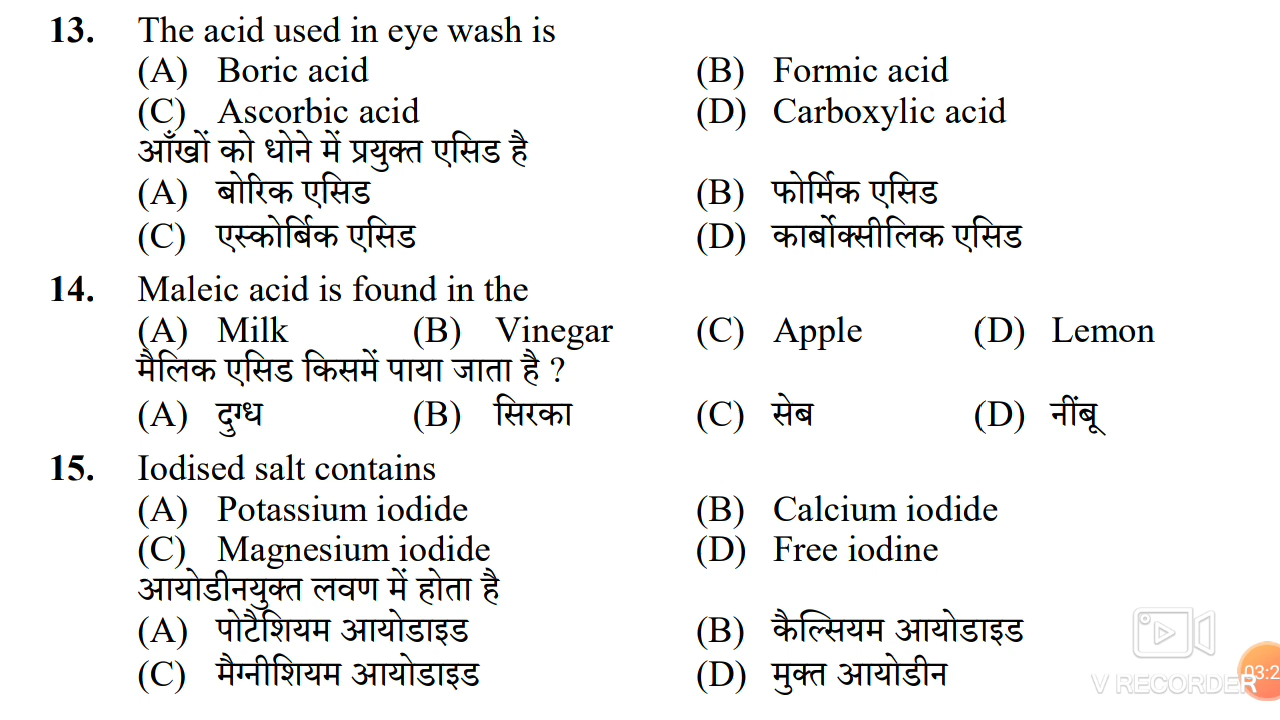 13. The acid used in eye wash is
(A) Boric acid (B) Formic acid
(C) Ascorbic acid (D) Carboxylic acid
आँखों को धोने में प्रयुक्त एसिड है
(A) बोरिक एसिड (B) फोर्मिक एसिड
(C) एस्कोर्बिक एसिड (D) कार्बोक्सीलिक एसिड
14. Maleic acid is found in the
(A) Milk (B) Vinegar (C) Apple (D) Lemon
मैलिक एसिड किसमें पाया जाता है ?
(A) दुग्ध (B) सिरका (C) सेब (D) नींबू
15. Iodised salt contains
(A) Potassium iodide (B) Calcium iodide
(C) Magnesium iodide (D) Free iodine
आयोडीनयुक्त लवण में होता है
(A) पोटैशियम आयोडाइड (B) कैल्सियम आयोडाइड
(C) मैग्नीशियम आयोडाइड (D) मुक्त आयोडीन
V RECORDER